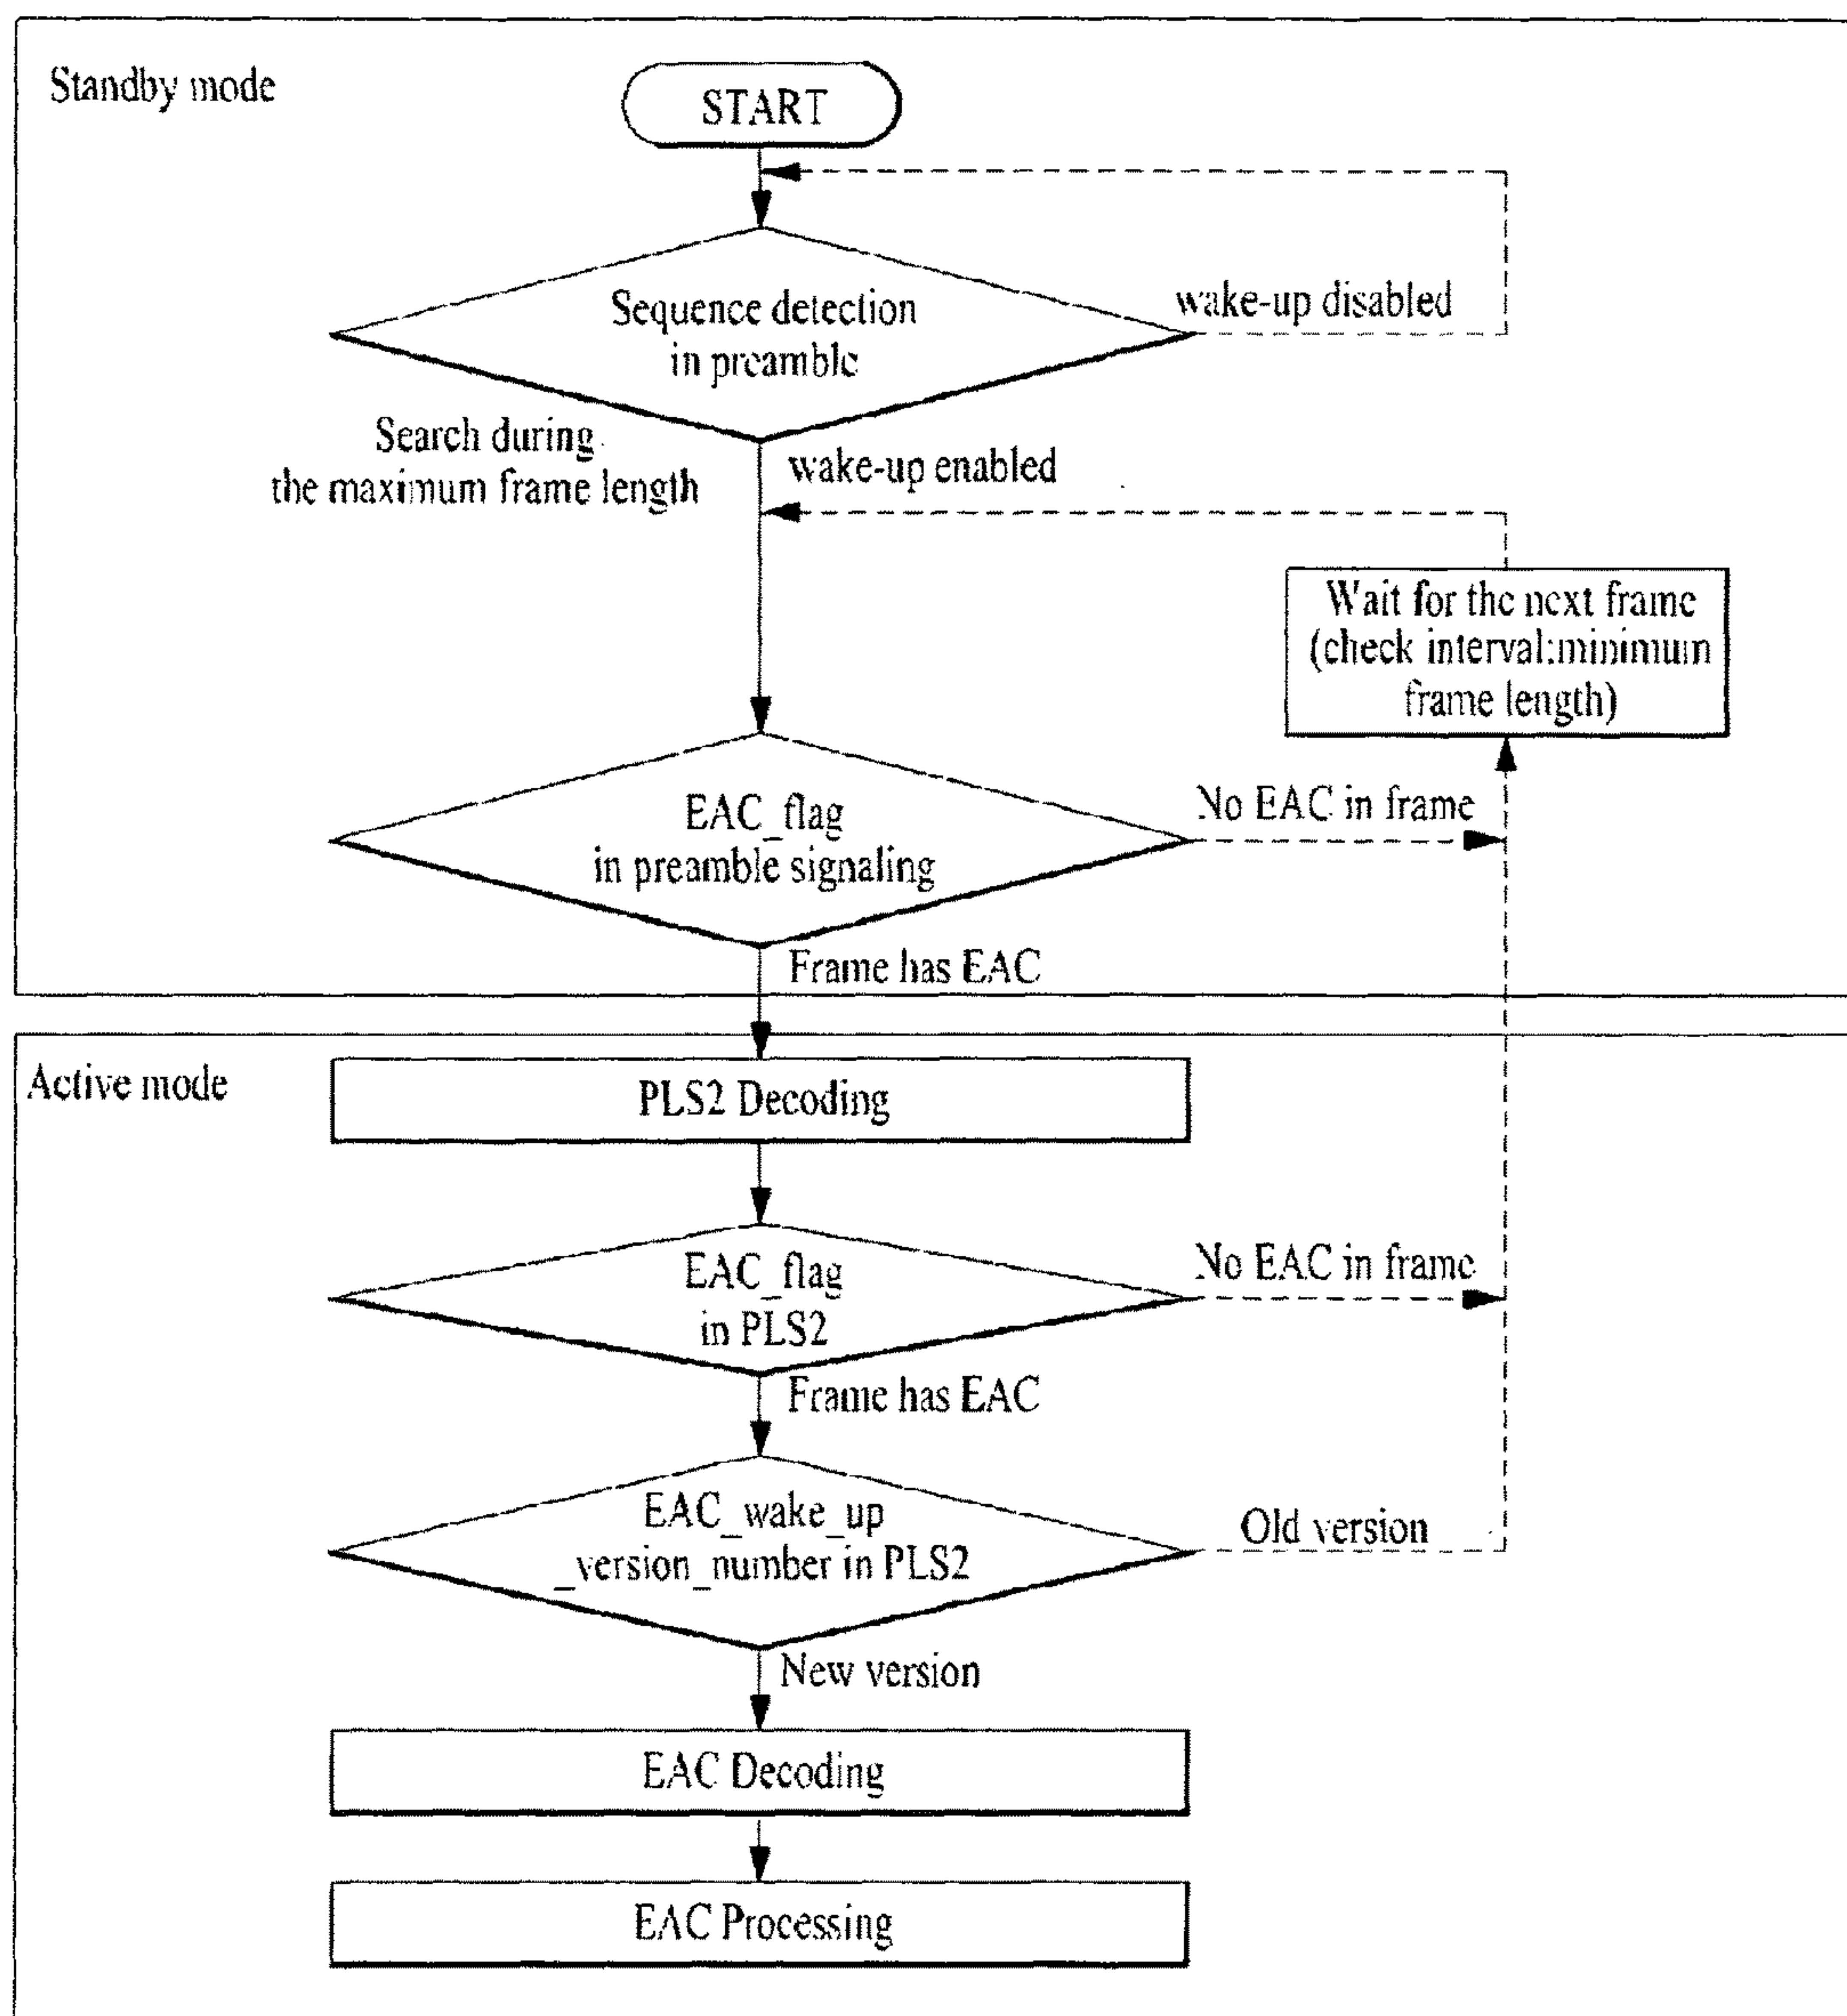 Standby mode
START
Sequence detection
in preamble
wake-up disabled
Search during
the maximum frame length
wake-up enabled
Wait for the next frame
(check interval:minimum
frame length)
EAC_flag
in preamble signaling
No EAC in frame
Frame has EAC
Active mode
PLS2 Decoding
EAC_flag
in PLS2
No EAC in frame
Frame has EAC
EAC_wake_up
_version_number in PLS2
Old version
New version
EAC Decoding
EAC Processing